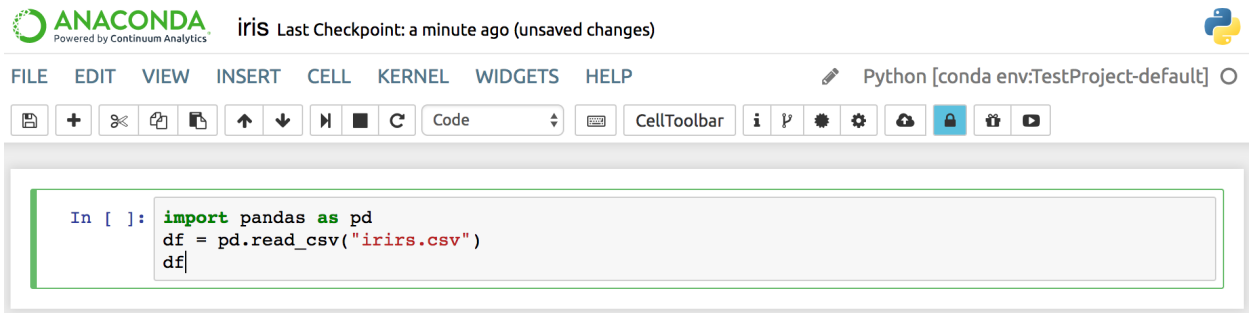 ANACONDA
Powered by Continuum Analytics
iris Last Checkpoint: a minute ago (unsaved changes)
FILE EDIT VIEW INSERT CELL KERNEL WIDGETS HELP Python [conda env:TestProject-default]
Code CellToolbar
In [ ]: import pandas as pd
df = pd.read_csv("irirs.csv")
df